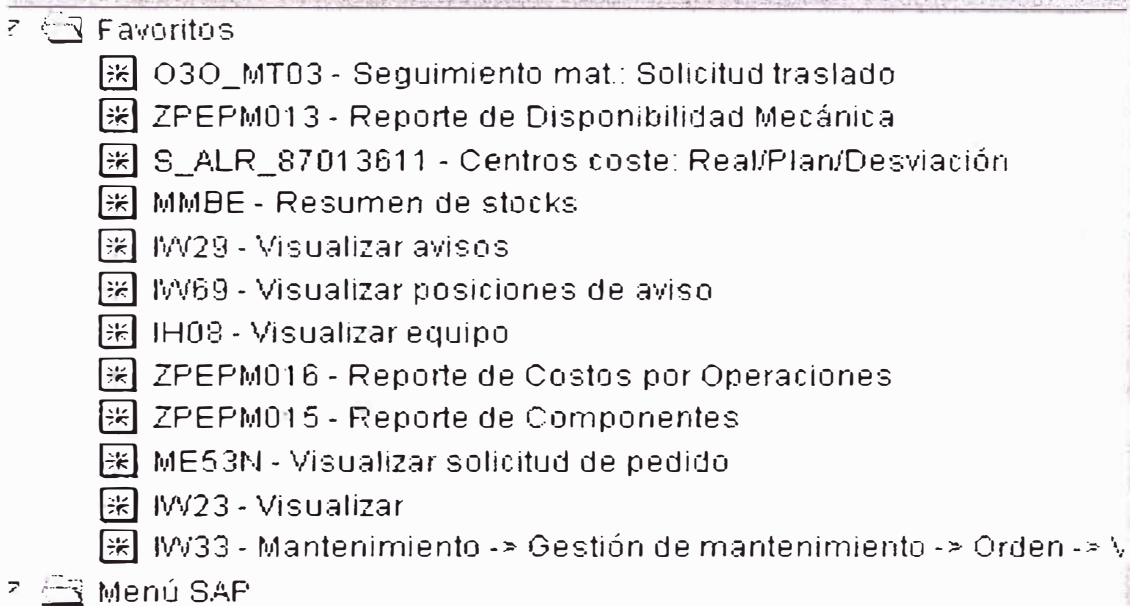 Favoritos
O3O_MT03 - Seguimiento mat.: Solicitud traslado
ZPEPM013 - Reporte de Disponibilidad Mecánica
S_ALR_87013611 - Centros coste: Real/Plan/Desviación
MMBE - Resumen de stocks
IW29 - Visualizar avisos
IW69 - Visualizar posiciones de aviso
IH08 - Visualizar equipo
ZPEPM016 - Reporte de Costos por Operaciones
ZPEPM015 - Reporte de Componentes
ME53N - Visualizar solicitud de pedido
IW23 - Visualizar
IW33 - Mantenimiento -> Gestión de mantenimiento -> Orden ->
Menú SAP